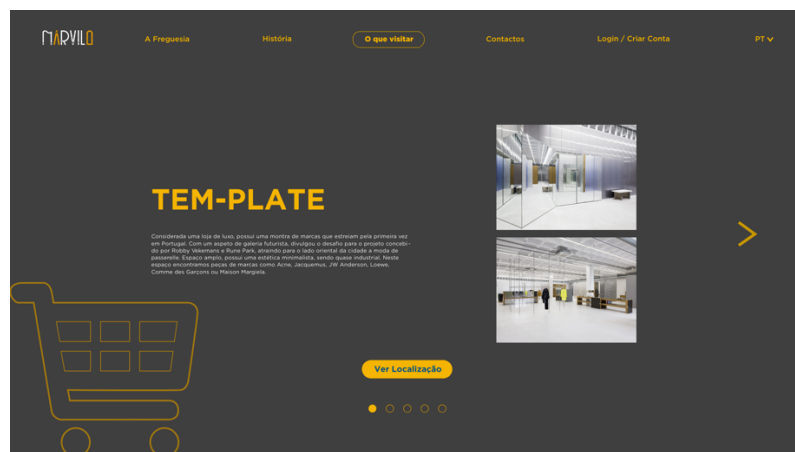 MARVILO
A Freguesia
História
O que visitar
Contactos
Login / Criar Conta
PT
TEM-PLATE
Considerada uma loja de luxo, possui uma montra de marcas que estreiam pela primeira vez
em Portugal. Com um aspeto de galeria futurista, divulgou o desafio para o projeto concebi-
do por Robby Vekemans e Rune Park, atraindo para o lado oriental da cidade a moda de
passerelle. Espaço amplo, possui uma estética minimalista, sendo quase industrial. Neste
espaço encontramos peças de marcas como Acne, Jacquemus, JW Anderson, Loewe,
Comme des Garçons ou Maison Margiela.
Ver Localização